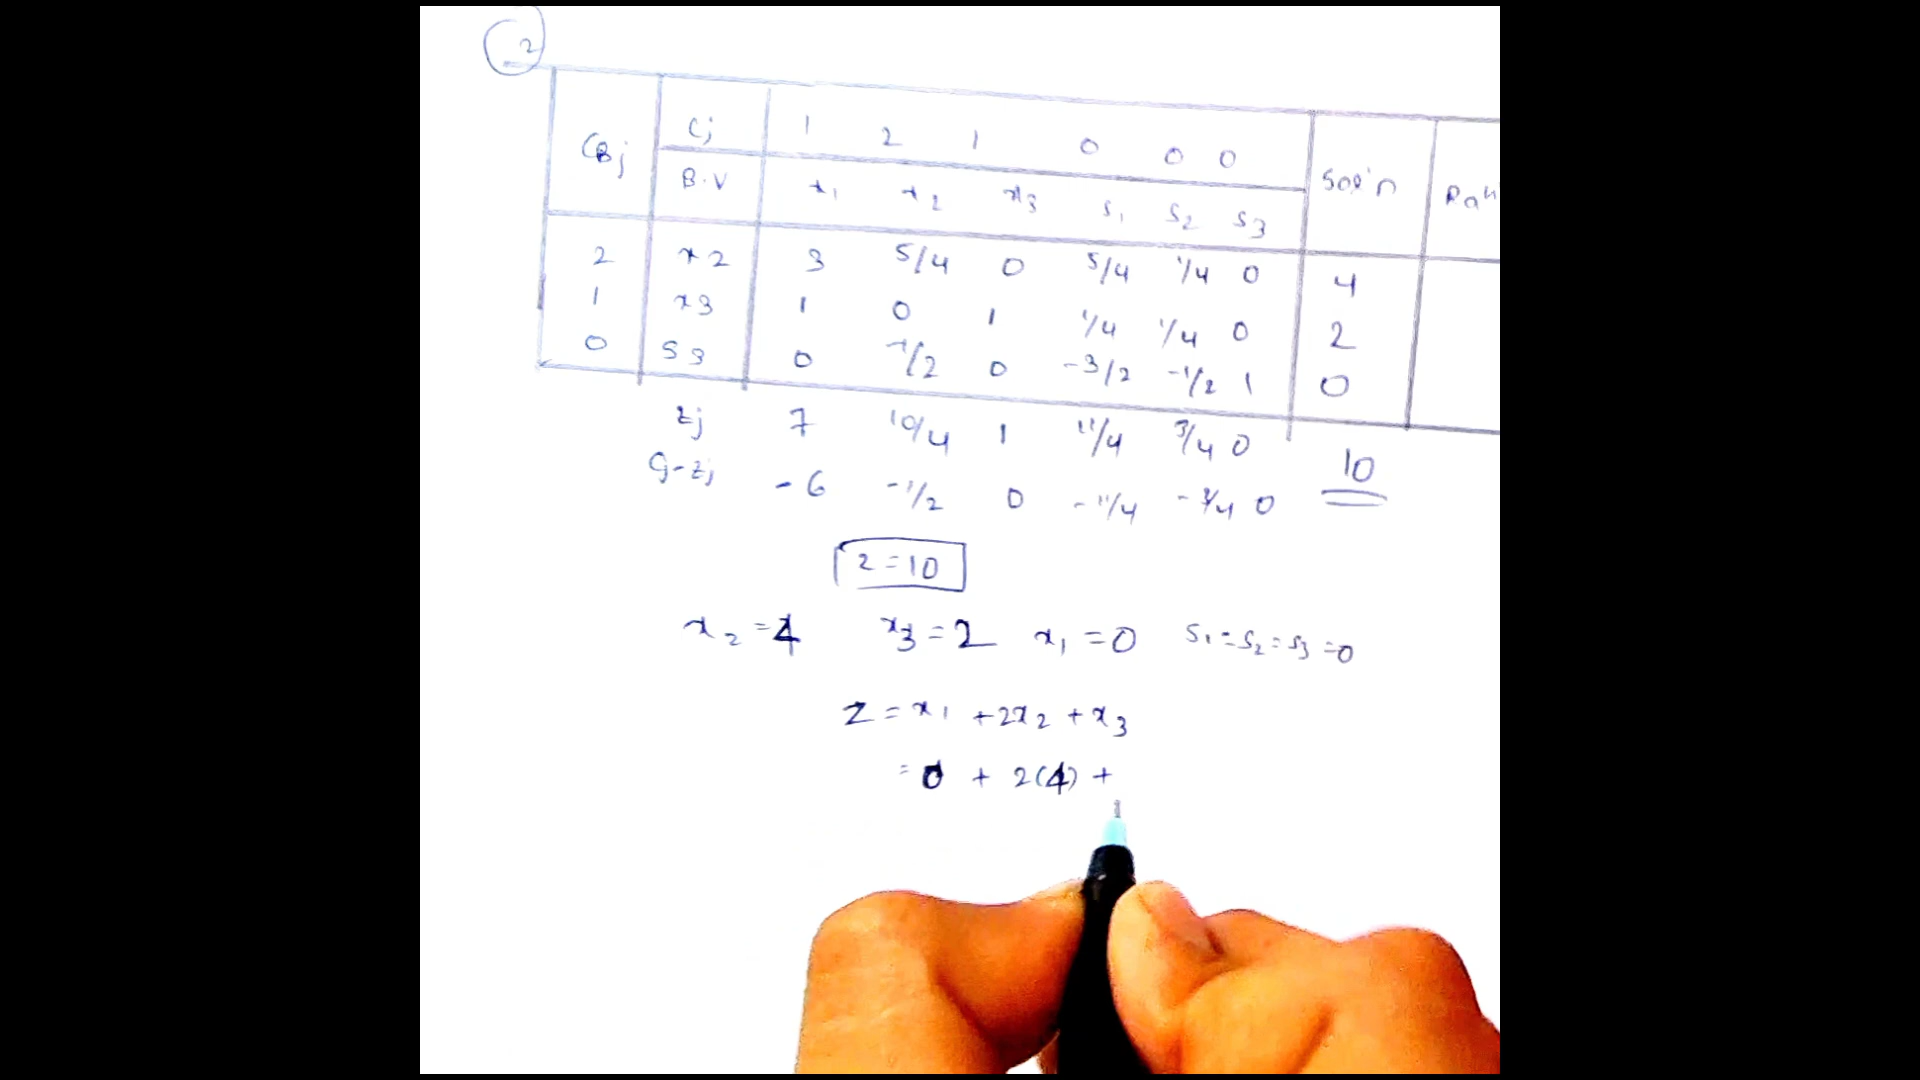 2
CBj Cj 1 2 1 0 0 0 Sol'n
B.V x1 x2 x3 s1 s2 s3
2 x2 3 5/4 0 5/4 1/4 0 4
1 x3 1 0 1 1/4 1/4 0 2
0 s3 0 0 -3/2 -1/2 1 0
zj 7 10/4 1 11/4 3/4 0 10
cj-zj -6 -1/2 0 -11/4 -3/4 0
z=10
x2=4 x3=2 x1=0 s1=s2=s3=0
Z=x1+2x2+x3
=0+2(4)+